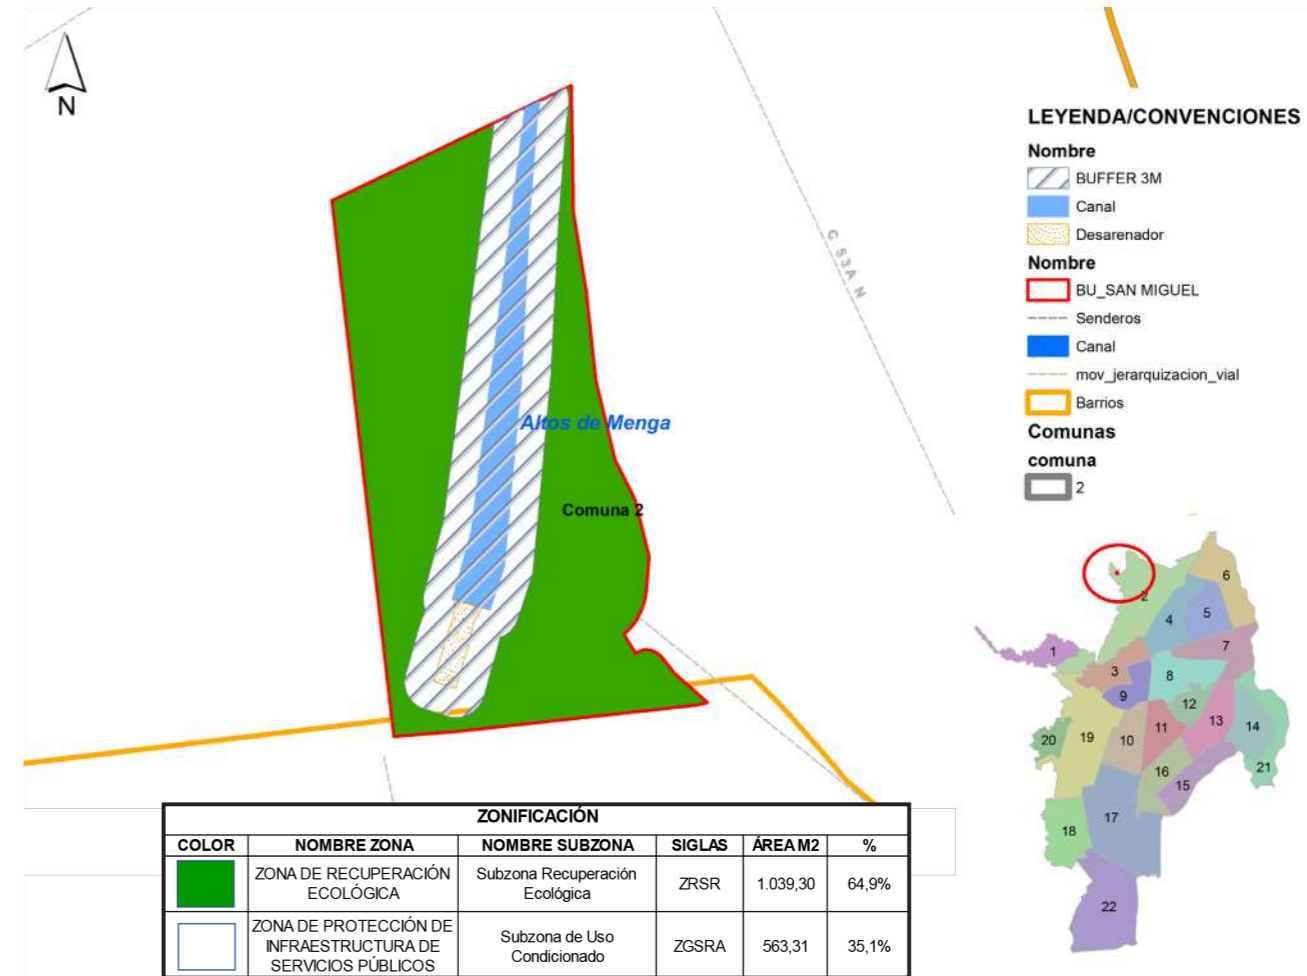 N
C 53A N
Altos de Menga
Comuna 2
LEYENDA/CONVENCIONES
Nombre
BUFFER 3M
Canal
Desarenador
Nombre
BU_SAN MIGUEL
Senderos
Canal
mov_jerarquizacion_vial
Barrios
Comunas
comuna
2
6
2
4
5
1
3
7
8
9
12
20
19
10
11
13
14
16
15
21
18
17
22
ZONIFICACIÓN
COLOR NOMBRE ZONA NOMBRE SUBZONA SIGLAS ÁREA M2 %
ZONA DE RECUPERACIÓN
ECOLÓGICA
Subzona Recuperación
Ecológica
ZRSR 1.039,30 64,9%
ZONA DE PROTECCIÓN DE
INFRAESTRUCTURA DE
SERVICIOS PÚBLICOS
Subzona de Uso
Condicionado
ZGSRA 563,31 35,1%